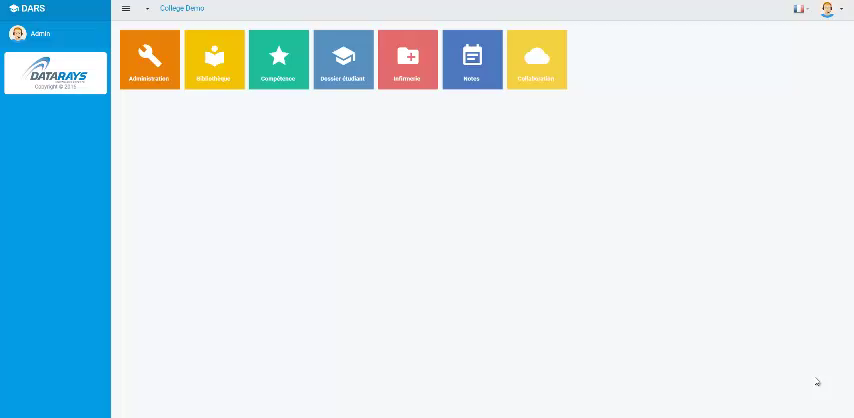 DARS
College Demo
Admin
DATARAYS
Copyright © 2015
Administration
Bibliothèque
Compétence
Dossier étudiant
Infirmerie
Notes
Collaboration